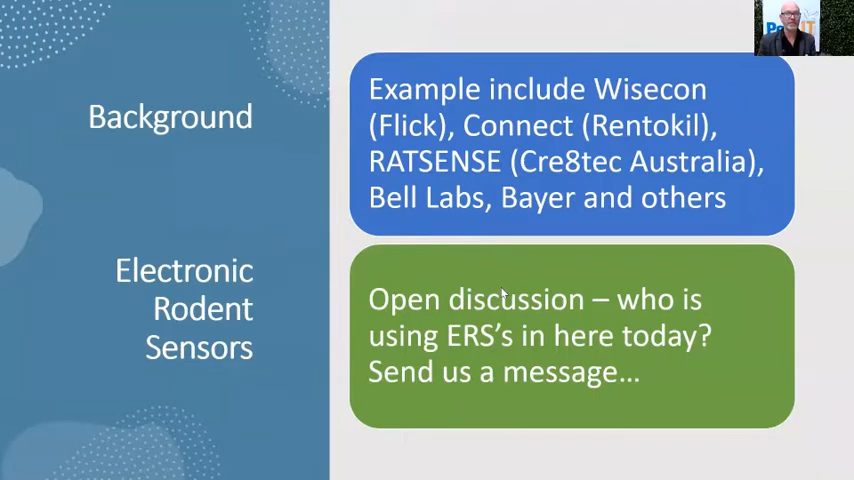 Background
Electronic
Rodent
Sensors
Example include Wisecon
(Flick), Connect (Rentokil),
RATSENSE (Cre8tec Australia),
Bell Labs, Bayer and others
Open discussion – who is
using ERS's in here today?
Send us a message...